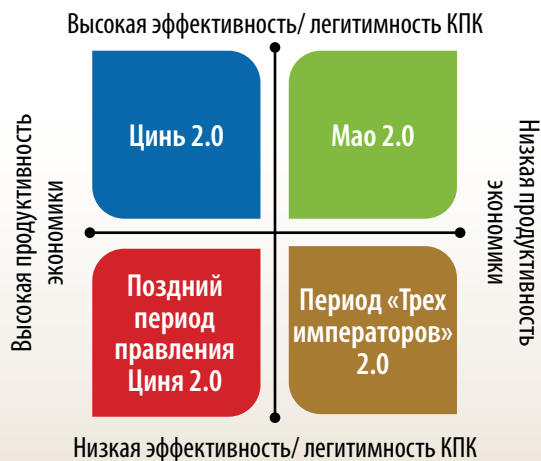 Высокая эффективность/ легитимность КПК
Высокая продуктивность
экономики
Цинь 2.0
Мао 2.0
Низкая продуктивность
экономики
Поздний
период
правления
Циня 2.0
Период «Трех
императоров»
2.0
Низкая эффективность/ легитимность КПК